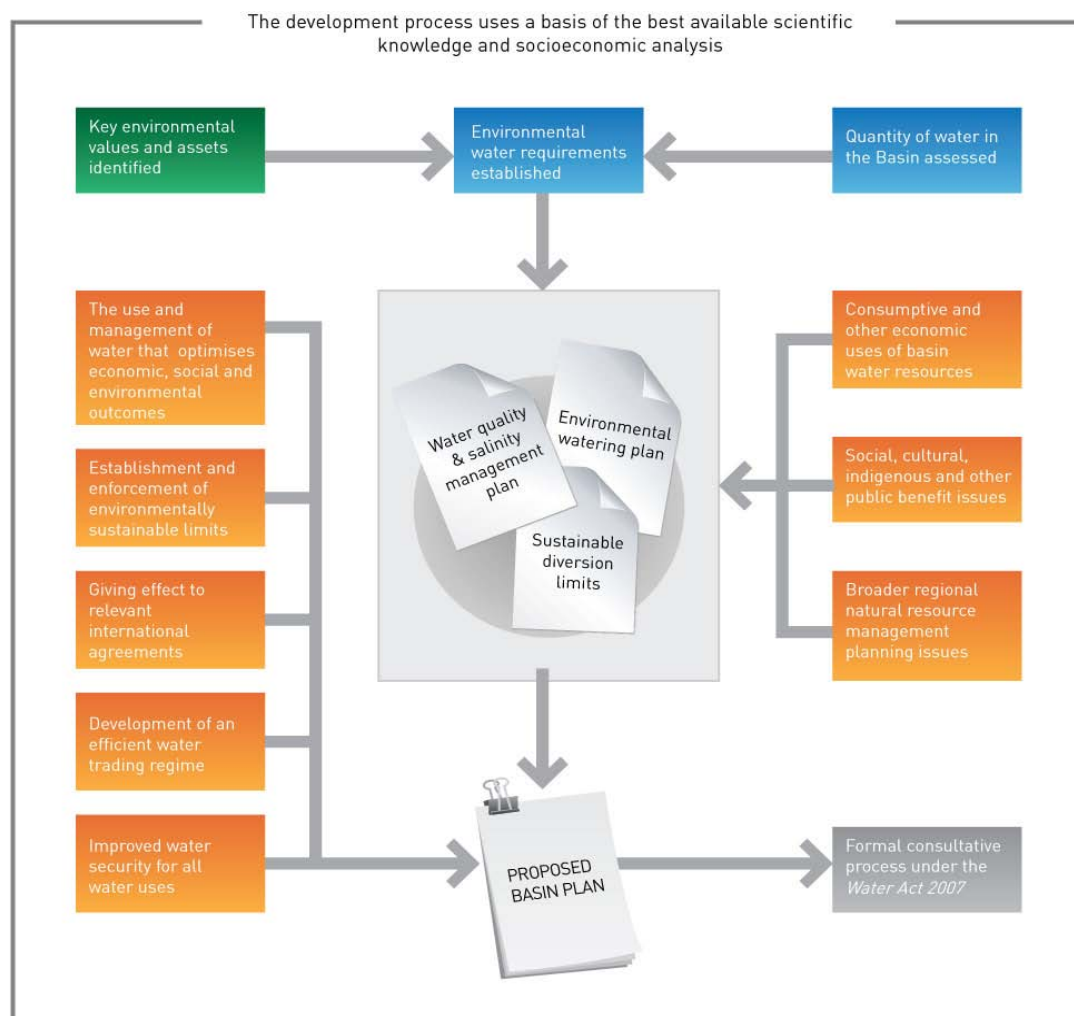 The development process uses a basis of the best available scientific
knowledge and socioeconomic analysis
Key environmental
values and assets
identified
Environmental
water requirements
established
Quantity of water in
the Basin assessed
The use and
management of
water that optimises
economic, social and
environmental
outcomes
Establishment and
enforcement of
environmentally
sustainable limits
Giving effect to
relevant
international
agreements
Development of an
efficient water
trading regime
Improved water
security for all
water uses
Water quality
& salinity
management
plan
Environmental
watering plan
Sustainable
diversion
limits
Consumptive and
other economic
uses of basin
water resources
Social, cultural,
indigenous and other
public benefit issues
Broader regional
natural resource
management
planning issues
PROPOSED
BASIN PLAN
Formal consultative
process under the
Water Act 2007